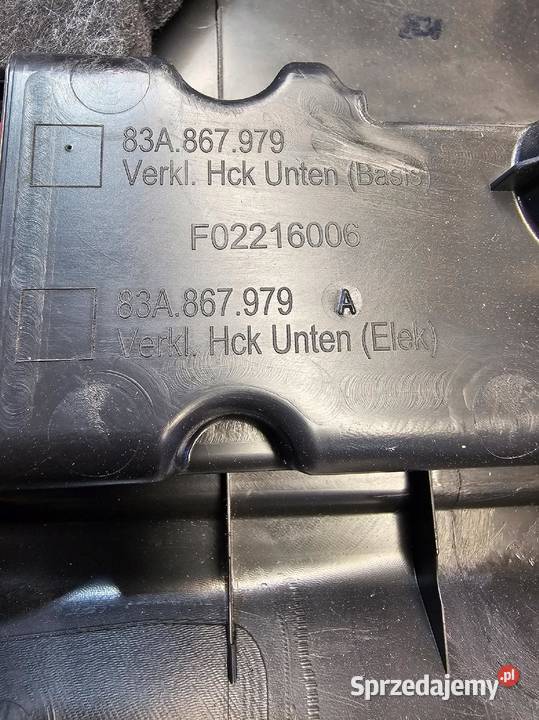 83A.867.979
Verkl. Hck Unten (Basis)
F02216006
83A.867.979 A
Verkl. Hck Unten (Elek)
Sprzedajemy.pl